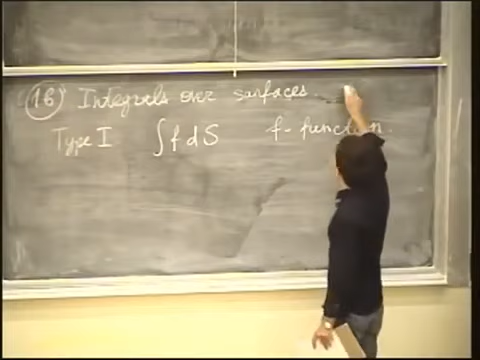 16 Integrals over surfaces.
Type I ∫f dS f - function.